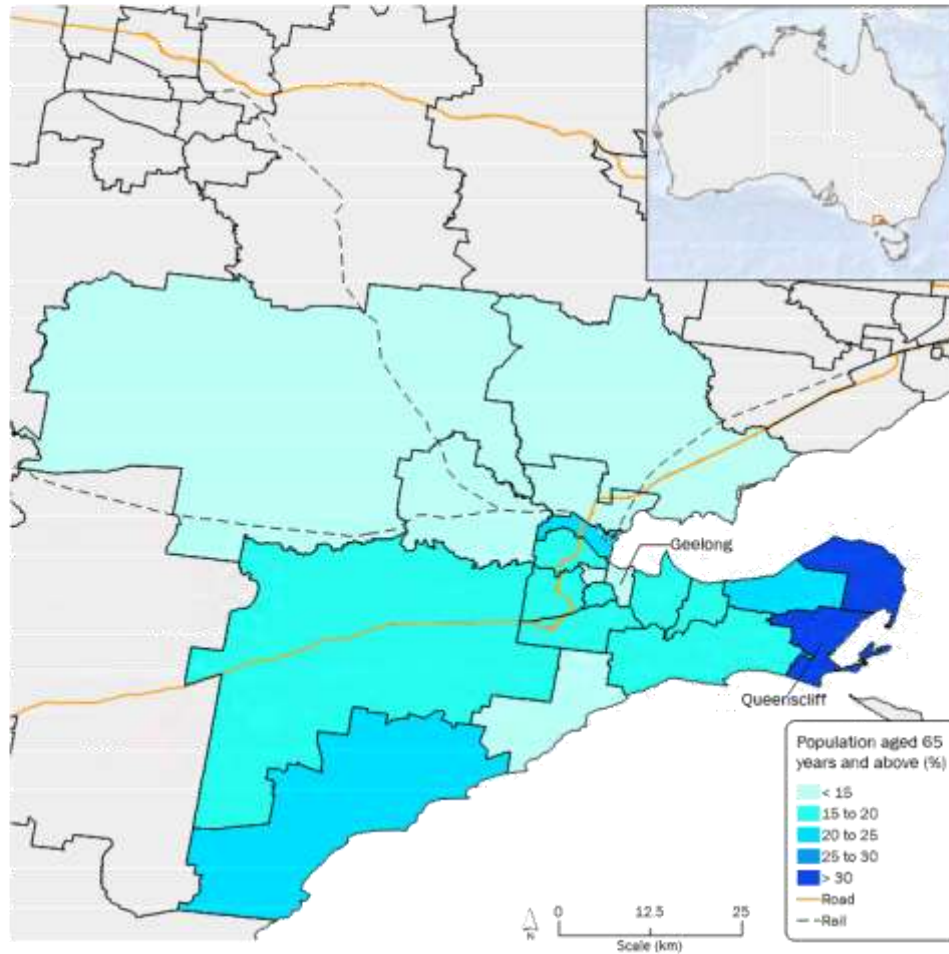 Geelong
Queenscliff
Population aged 65
years and above (%)
< 15
15 to 20
20 to 25
25 to 30
> 30
Road
Rail
N
0
12.5
25
Scale (km)